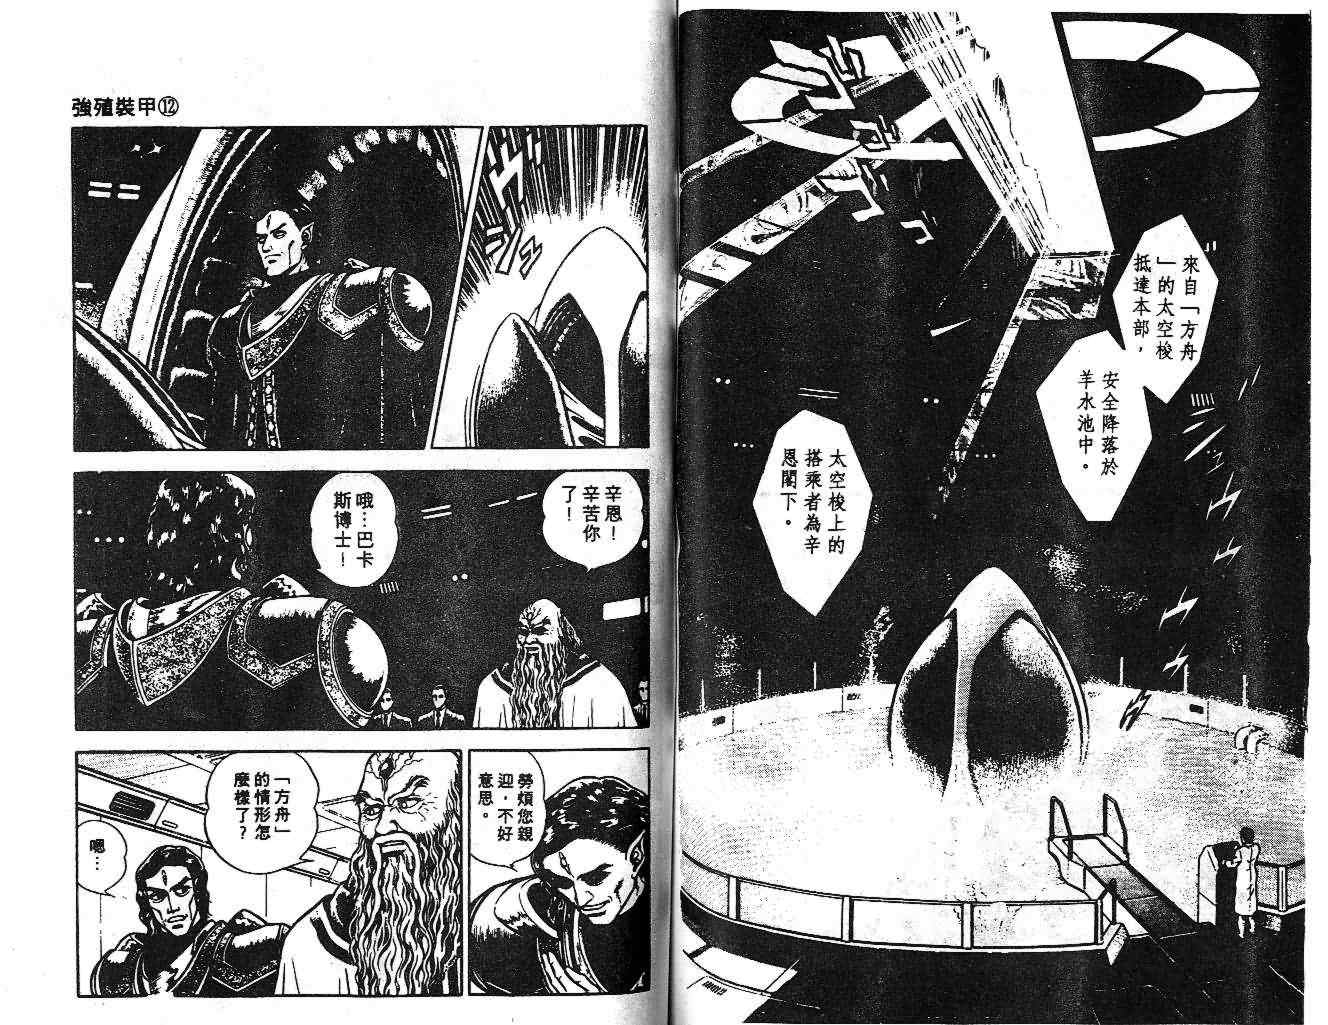 來自「方舟
」的太空梭
抵達本部，
安全降落於
羊水池中。
太空梭上的
搭乘者為辛
恩閣下。
強殖裝甲⑫
辛恩！
辛苦你
了！
哦…巴卡
斯博士！
勞煩您親
迎，不好
意思。
「方舟」
的情形怎
麼樣了？
嗯…